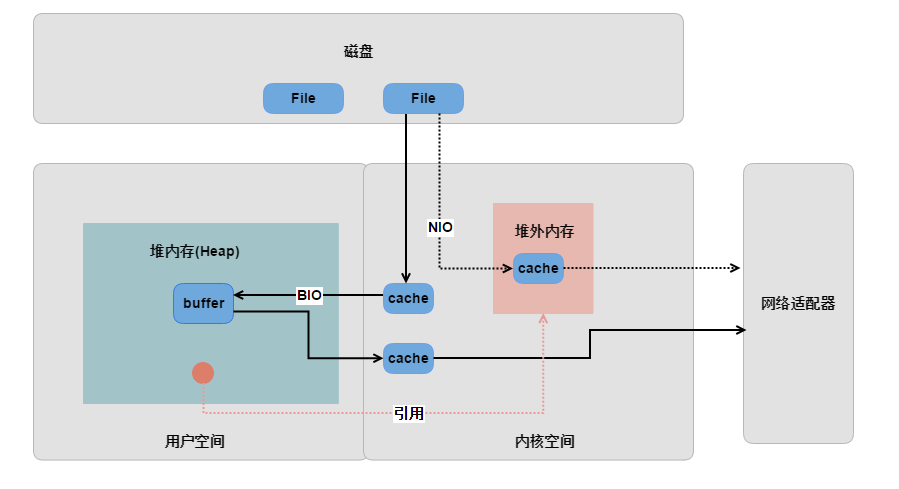 磁盘
File
File
NIO
堆外内存
堆内存(Heap)
cache
BIO
buffer
cache
网络适配器
cache
引用
用户空间
内核空间